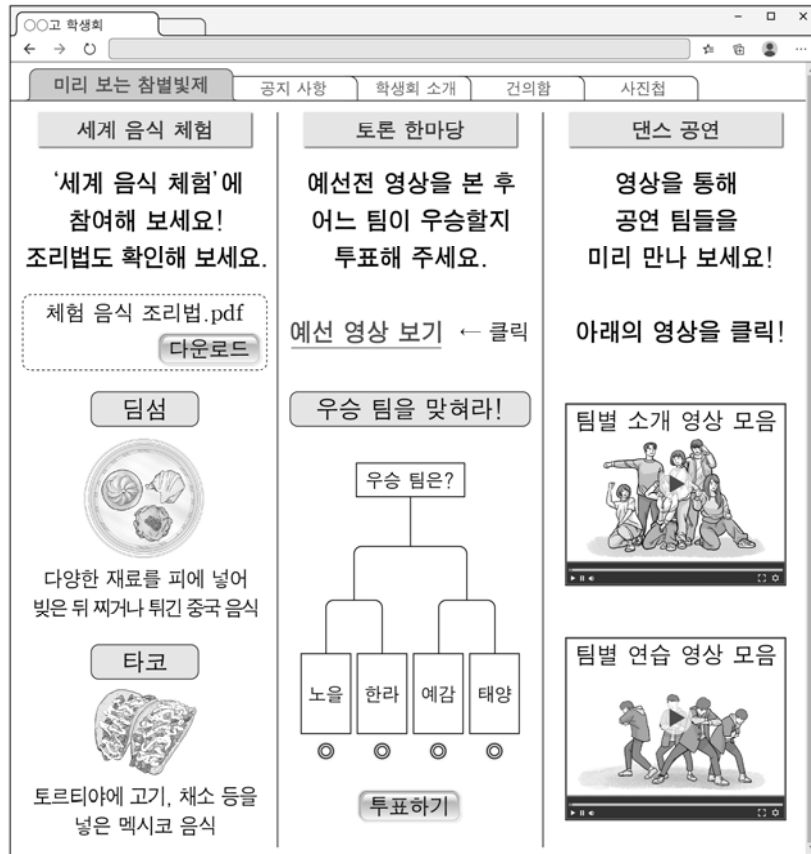 ○○고 학생회
미리 보는 참별빛제
공지 사항
학생회 소개
건의함
사진첩
세계 음식 체험
‘세계 음식 체험’에
참여해 보세요!
조리법도 확인해 보세요.
체험 음식 조리법.pdf
다운로드
딤섬
다양한 재료를 피에 넣어
빚은 뒤 찌거나 튀긴 중국 음식
타코
토르티야에 고기, 채소 등을
넣은 멕시코 음식
토론 한마당
예선전 영상을 본 후
어느 팀이 우승할지
투표해 주세요.
예선 영상 보기 ← 클릭
우승 팀을 맞혀라!
우승 팀은?
노을 한라 예감 태양
투표하기
댄스 공연
영상을 통해
공연 팀들을
미리 만나 보세요!
아래의 영상을 클릭!
팀별 소개 영상 모음
팀별 연습 영상 모음